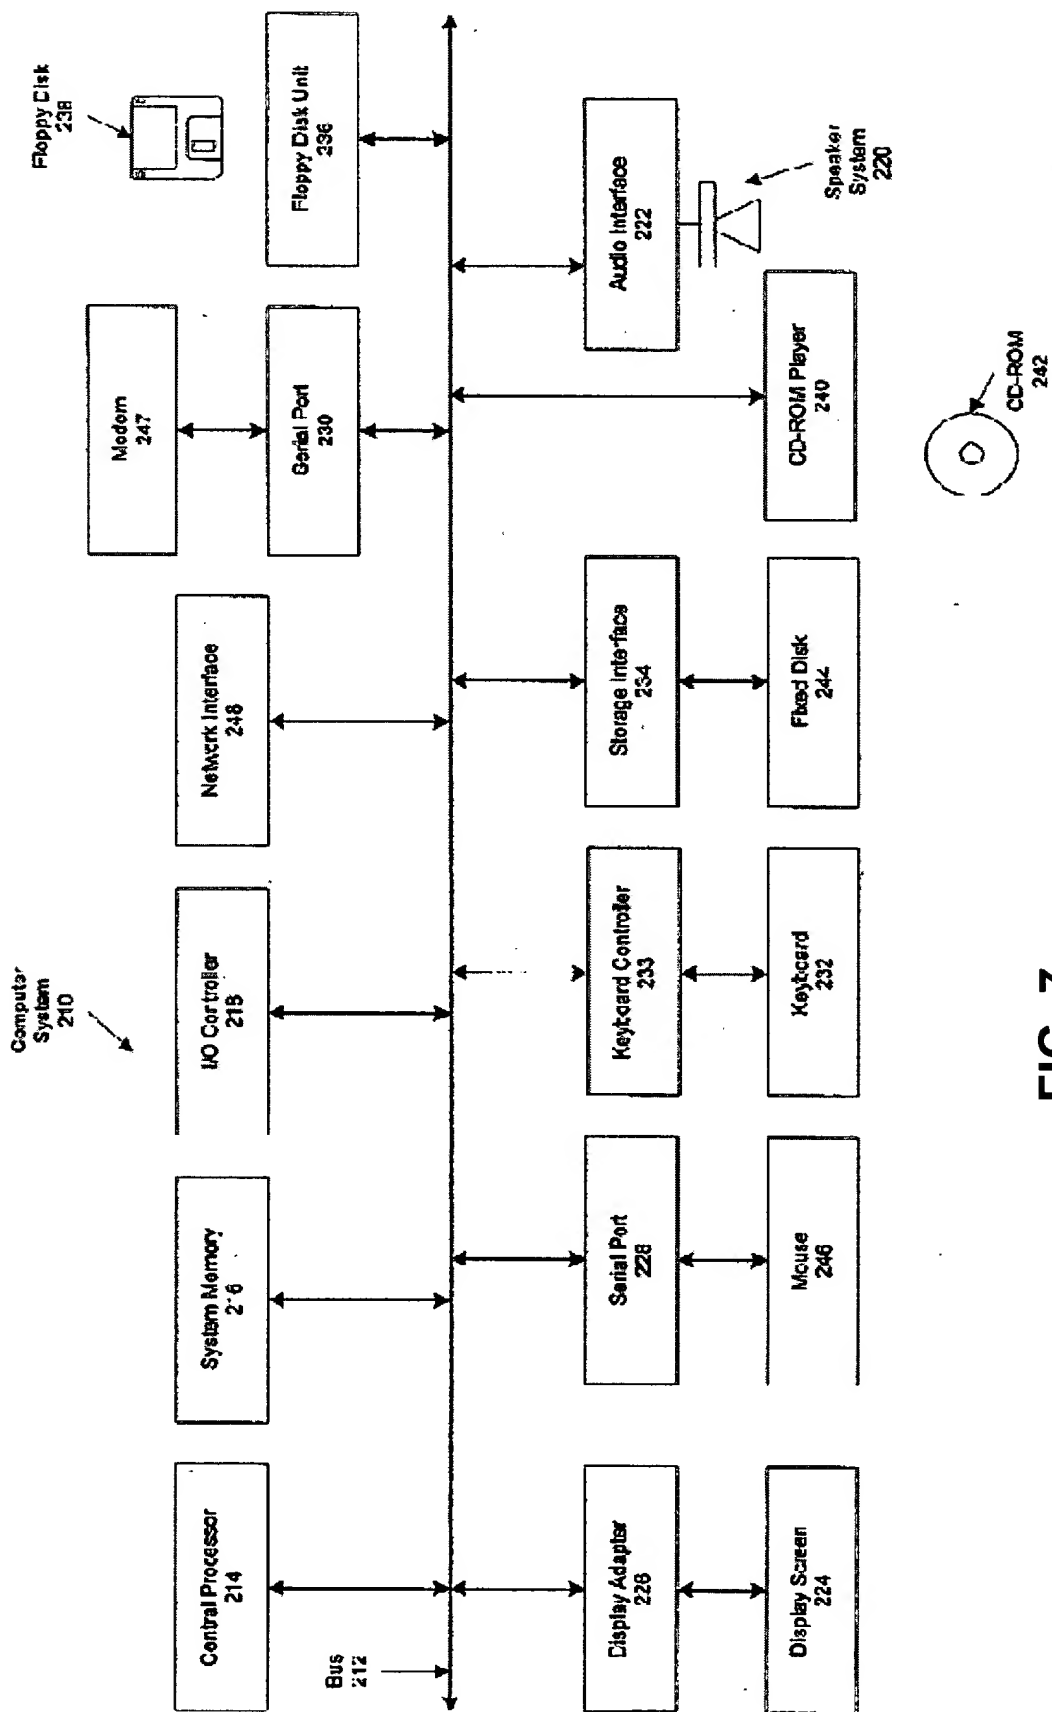 Computer
System
210
Floppy Disk
238
Modem
247
Central Processor
214
System Memory
216
I/O Controller
218
Network Interface
248
Serial Port
230
Floppy Disk Unit
236
Bus
212
Display Adapter
226
Serial Port
228
Keyboard Controller
233
Storage Interface
234
Audio Interface
222
Display Screen
224
Mouse
246
Keyboard
232
Fixed Disk
244
CD-ROM Player
240
Speaker
System
220
CD-ROM
242
FIG. 7